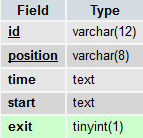 Field Type
id varchar(12)
position varchar(8)
time text
start text
exit tinyint(1)